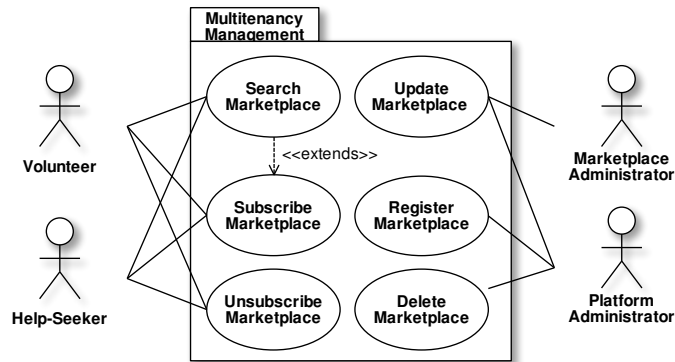 Multitenancy
Management
Search
Marketplace
Update
Marketplace
Volunteer
<<extends>>
Marketplace
Administrator
Subscribe
Marketplace
Register
Marketplace
Help-Seeker
Unsubscribe
Marketplace
Delete
Marketplace
Platform
Administrator